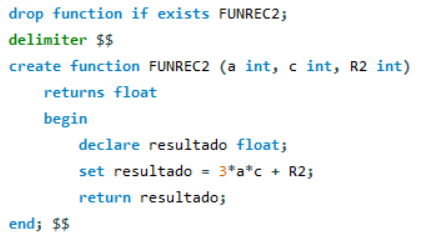 drop function if exists FUNREC2;
delimiter $$
create function FUNREC2 (a int, c int, R2 int)
    returns float
    begin
        declare resultado float;
        set resultado = 3*a*c + R2;
        return resultado;
end; $$